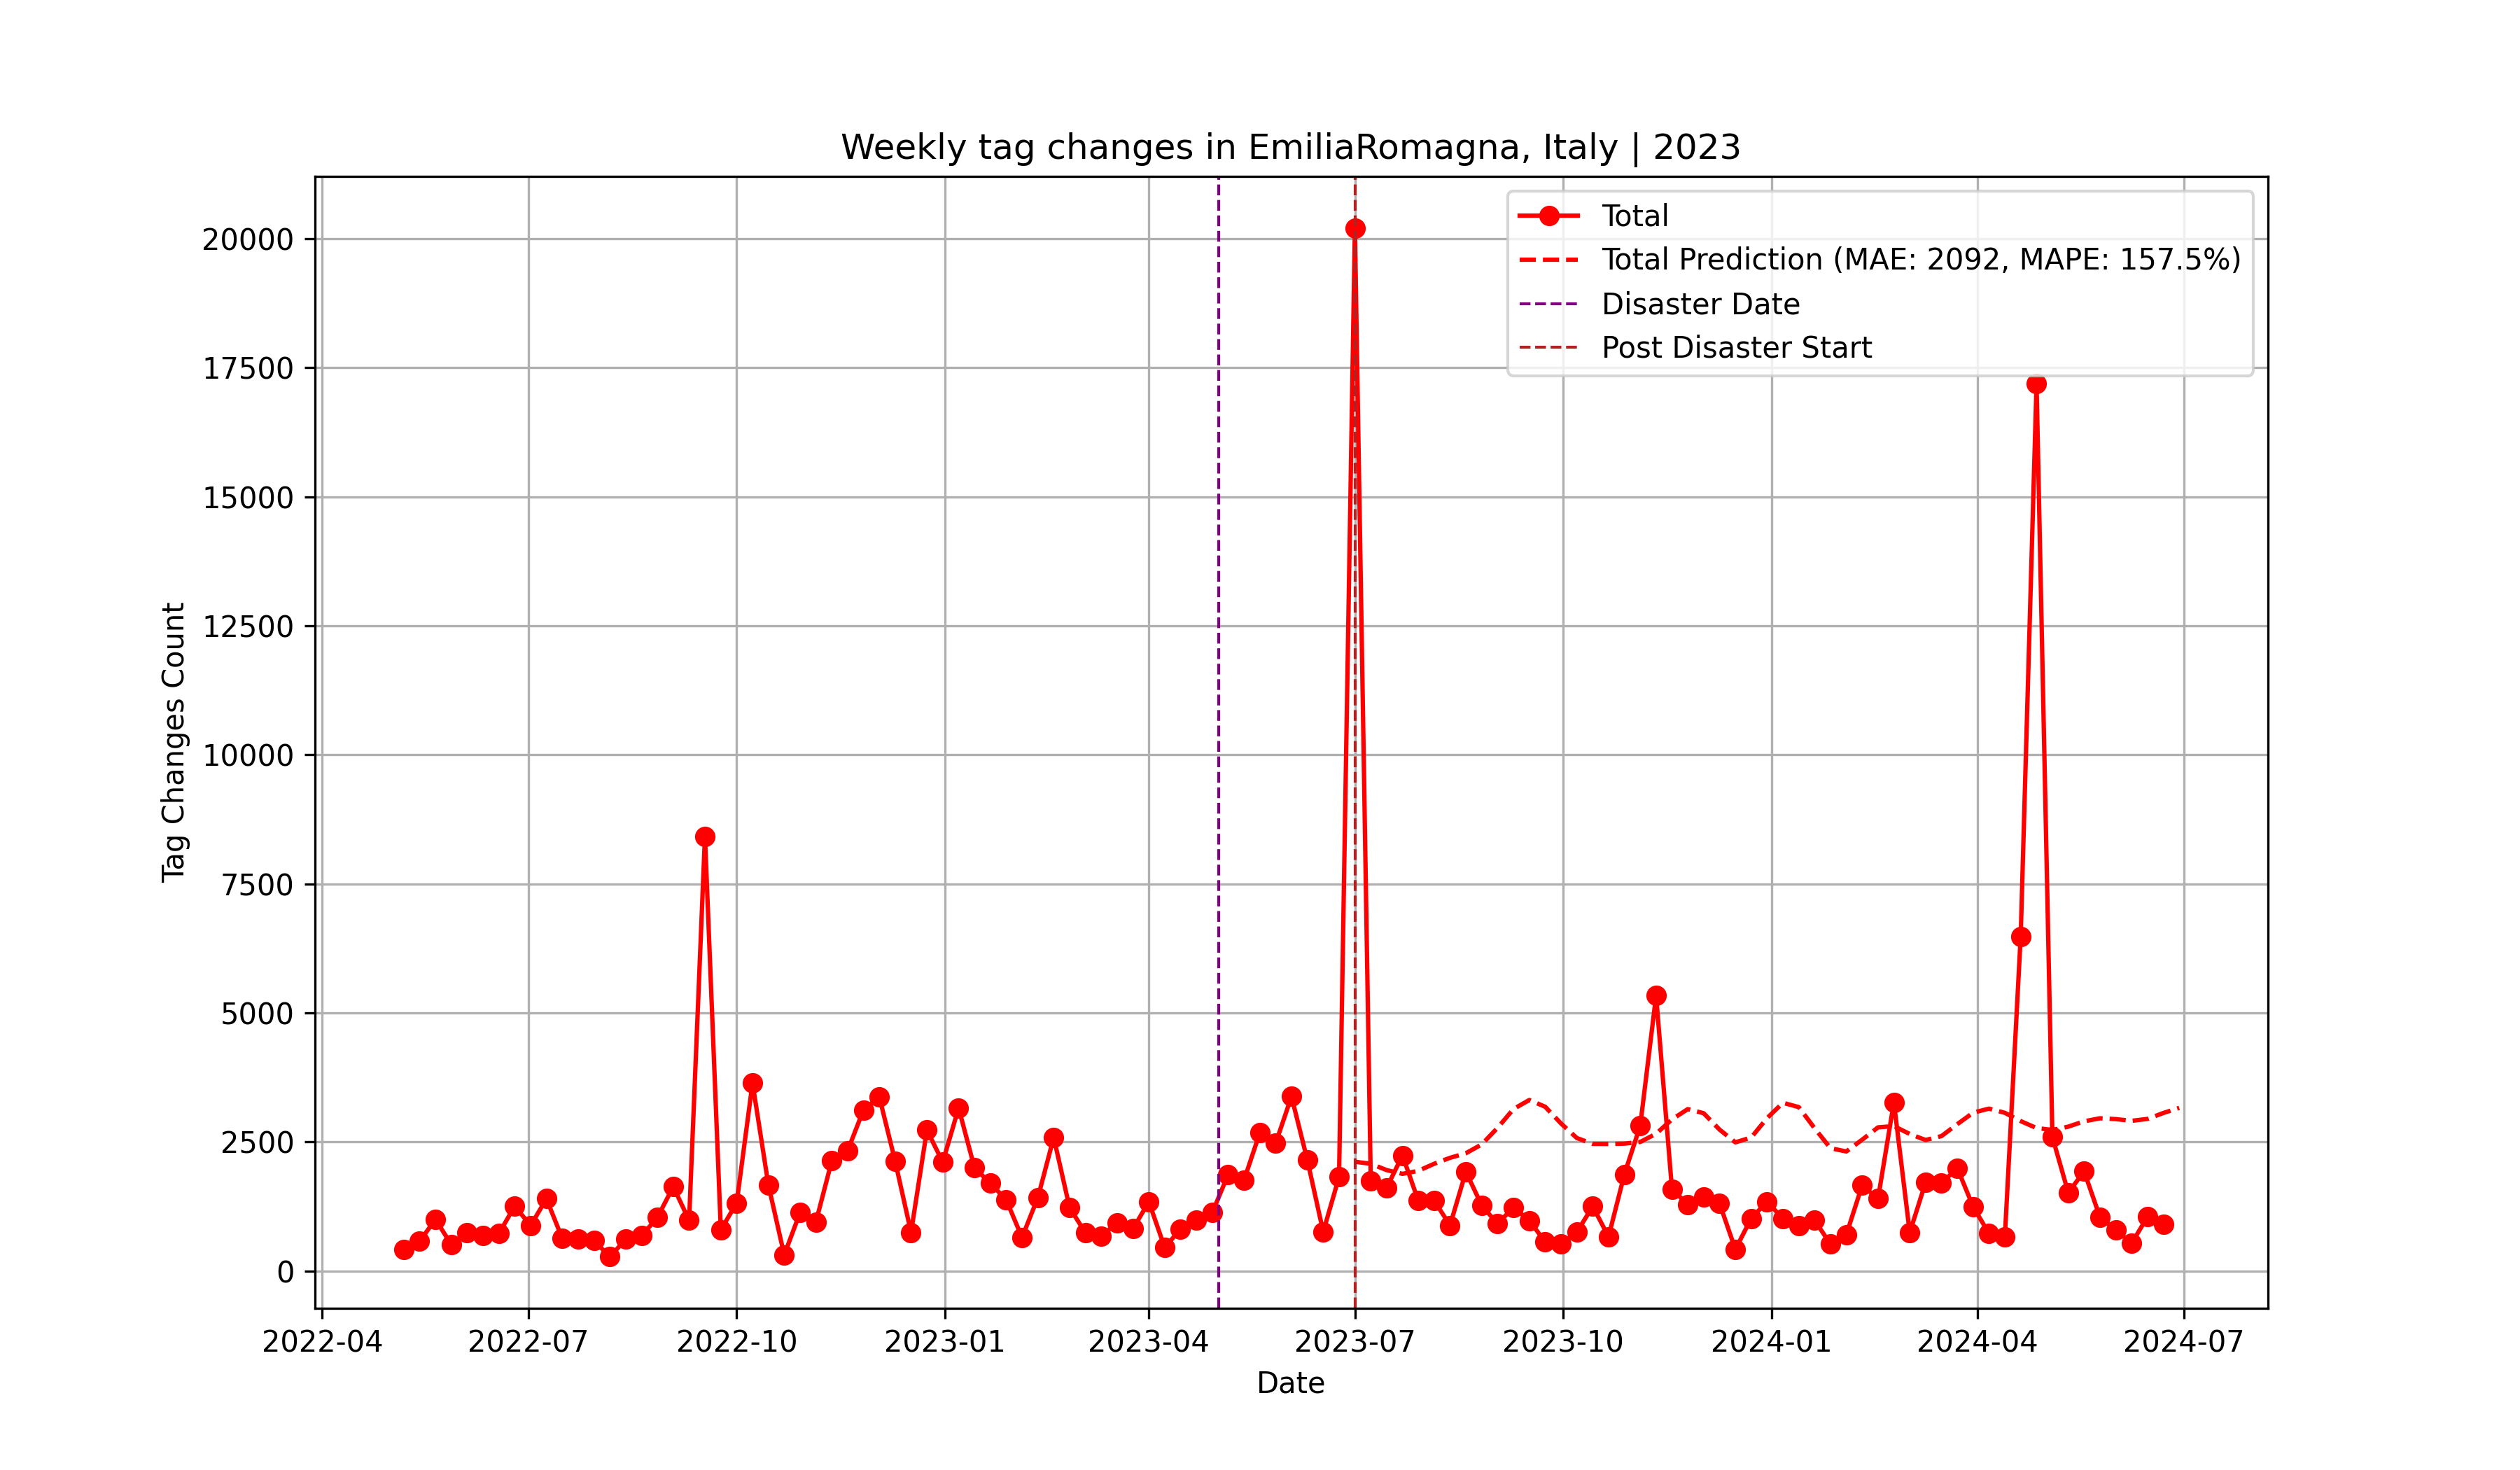 Weekly tag changes in EmiliaRomagna, Italy | 2023
Total
Total Prediction (MAE: 2092, MAPE: 157.5%)
Disaster Date
Post Disaster Start
Tag Changes Count
20000
17500
15000
12500
10000
7500
5000
2500
0
2022-04 2022-07 2022-10 2023-01 2023-04 2023-07 2023-10 2024-01 2024-04 2024-07
Date